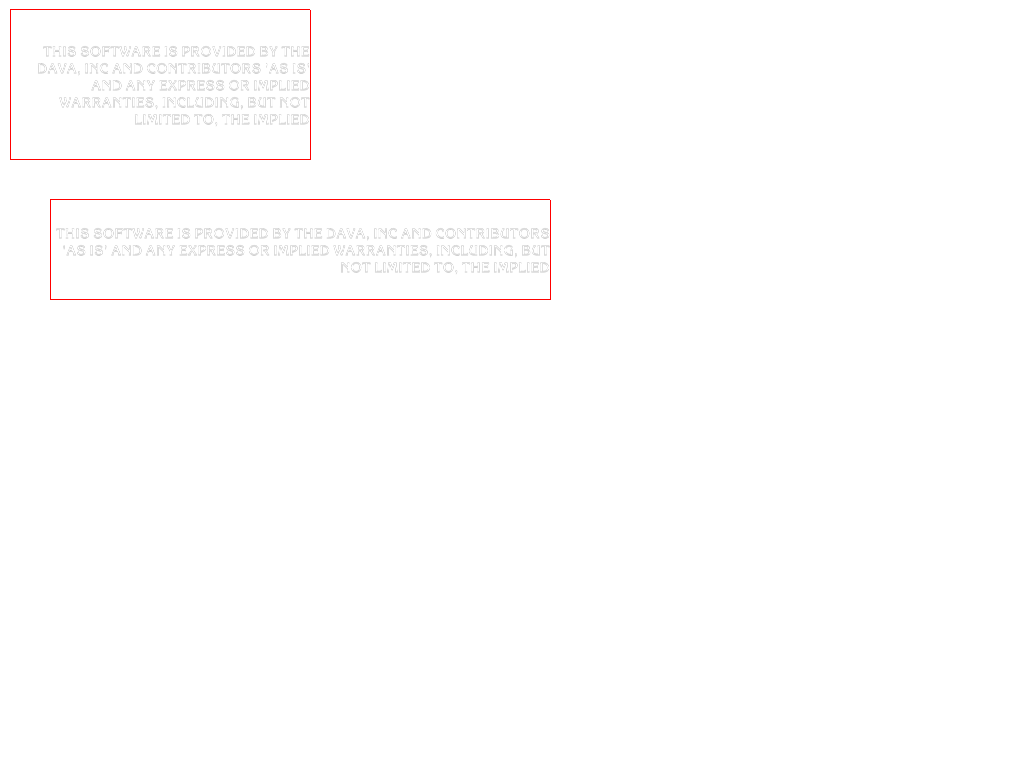 THIS SOFTWARE IS PROVIDED BY THE
DAVA, INC AND CONTRIBUTORS 'AS IS'
AND ANY EXPRESS OR IMPLIED
WARRANTIES, INCLUDING, BUT NOT
LIMITED TO, THE IMPLIED
THIS SOFTWARE IS PROVIDED BY THE DAVA, INC AND CONTRIBUTORS
'AS IS' AND ANY EXPRESS OR IMPLIED WARRANTIES, INCLUDING, BUT
NOT LIMITED TO, THE IMPLIED